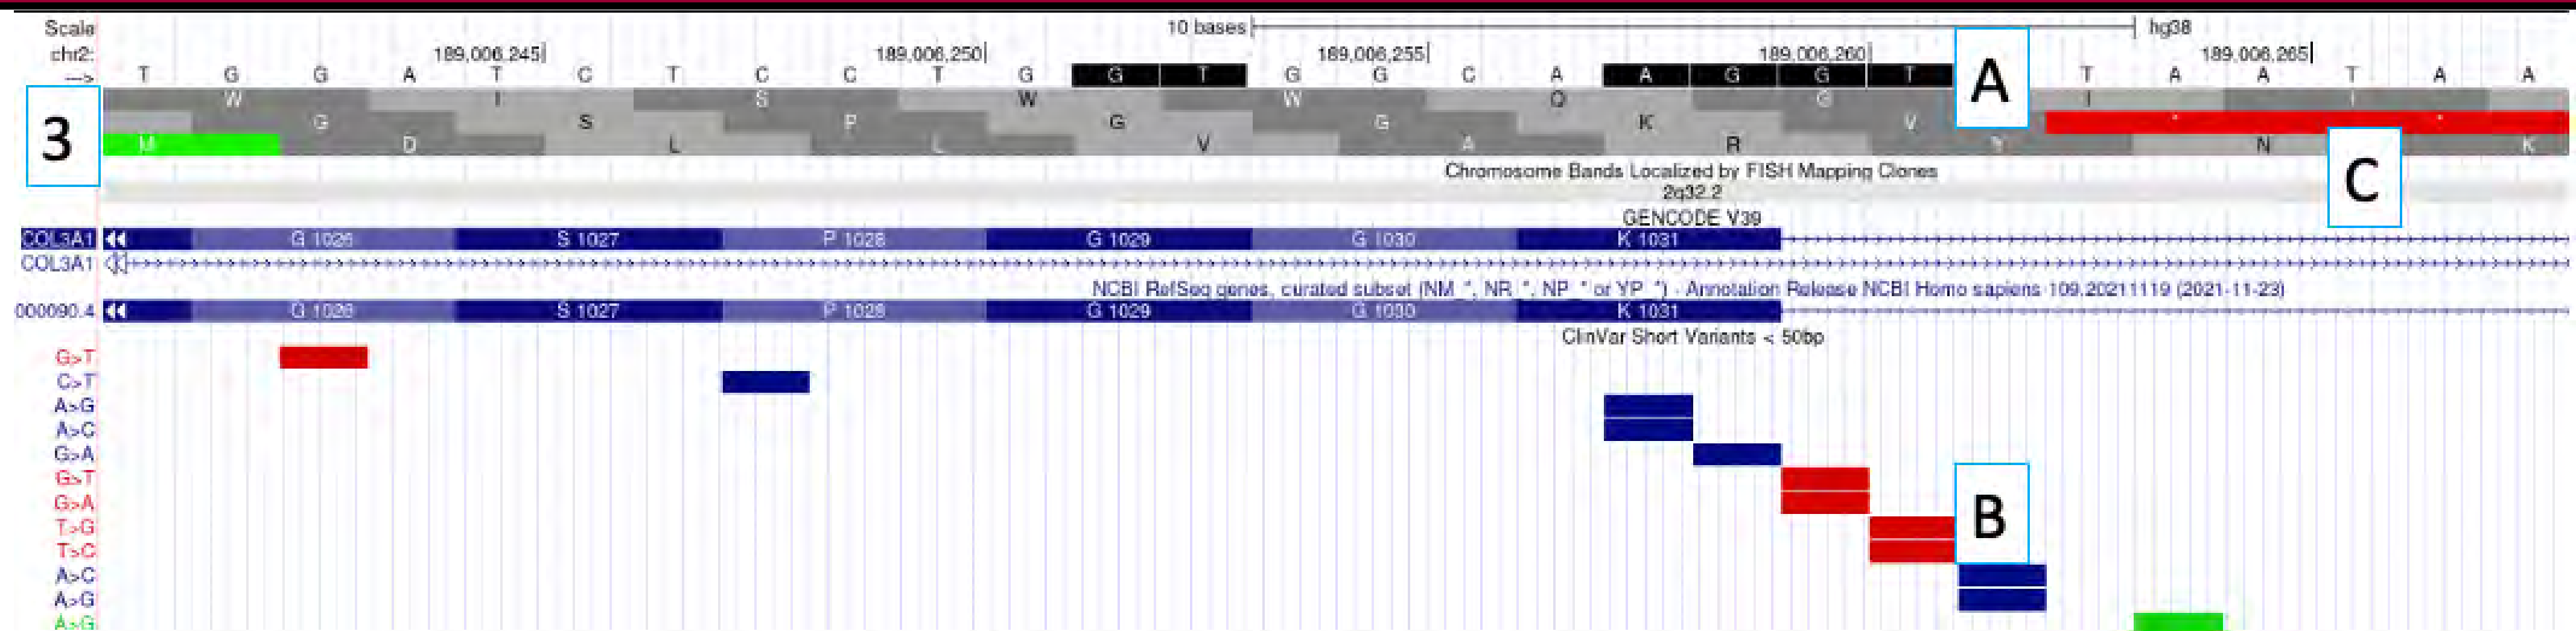 Scale 10 bases hg38
chr2: 189,006,245 189,006,250 189,006,255 189,006,260 189,006,265
---> T G G A T C T C C T G G T G G C A A G G T A T A A T A A
3 W I S W W Q G I I
G S P G G K V * *
M D L L V A R Y N K
C
Chromosome Bands Localized by FISH Mapping Clones
2q32.2
GENCODE V39
COL3A1 G 1026 S 1027 P 1028 G 1029 G 1030 K 1031
COL3A1
NCBI RefSeq genes, curated subset (NM_*, NR_*, NP_* or YP_*) - Annotation Release NCBI Homo sapiens 109.20211119 (2021-11-23)
000090.4 G 1026 S 1027 P 1028 G 1029 G 1030 K 1031
ClinVar Short Variants < 50bp
G>T
C>T
A>G
A>C
G>A
G>T
G>A
B
T>G
T>C
A>C
A>G
A>G